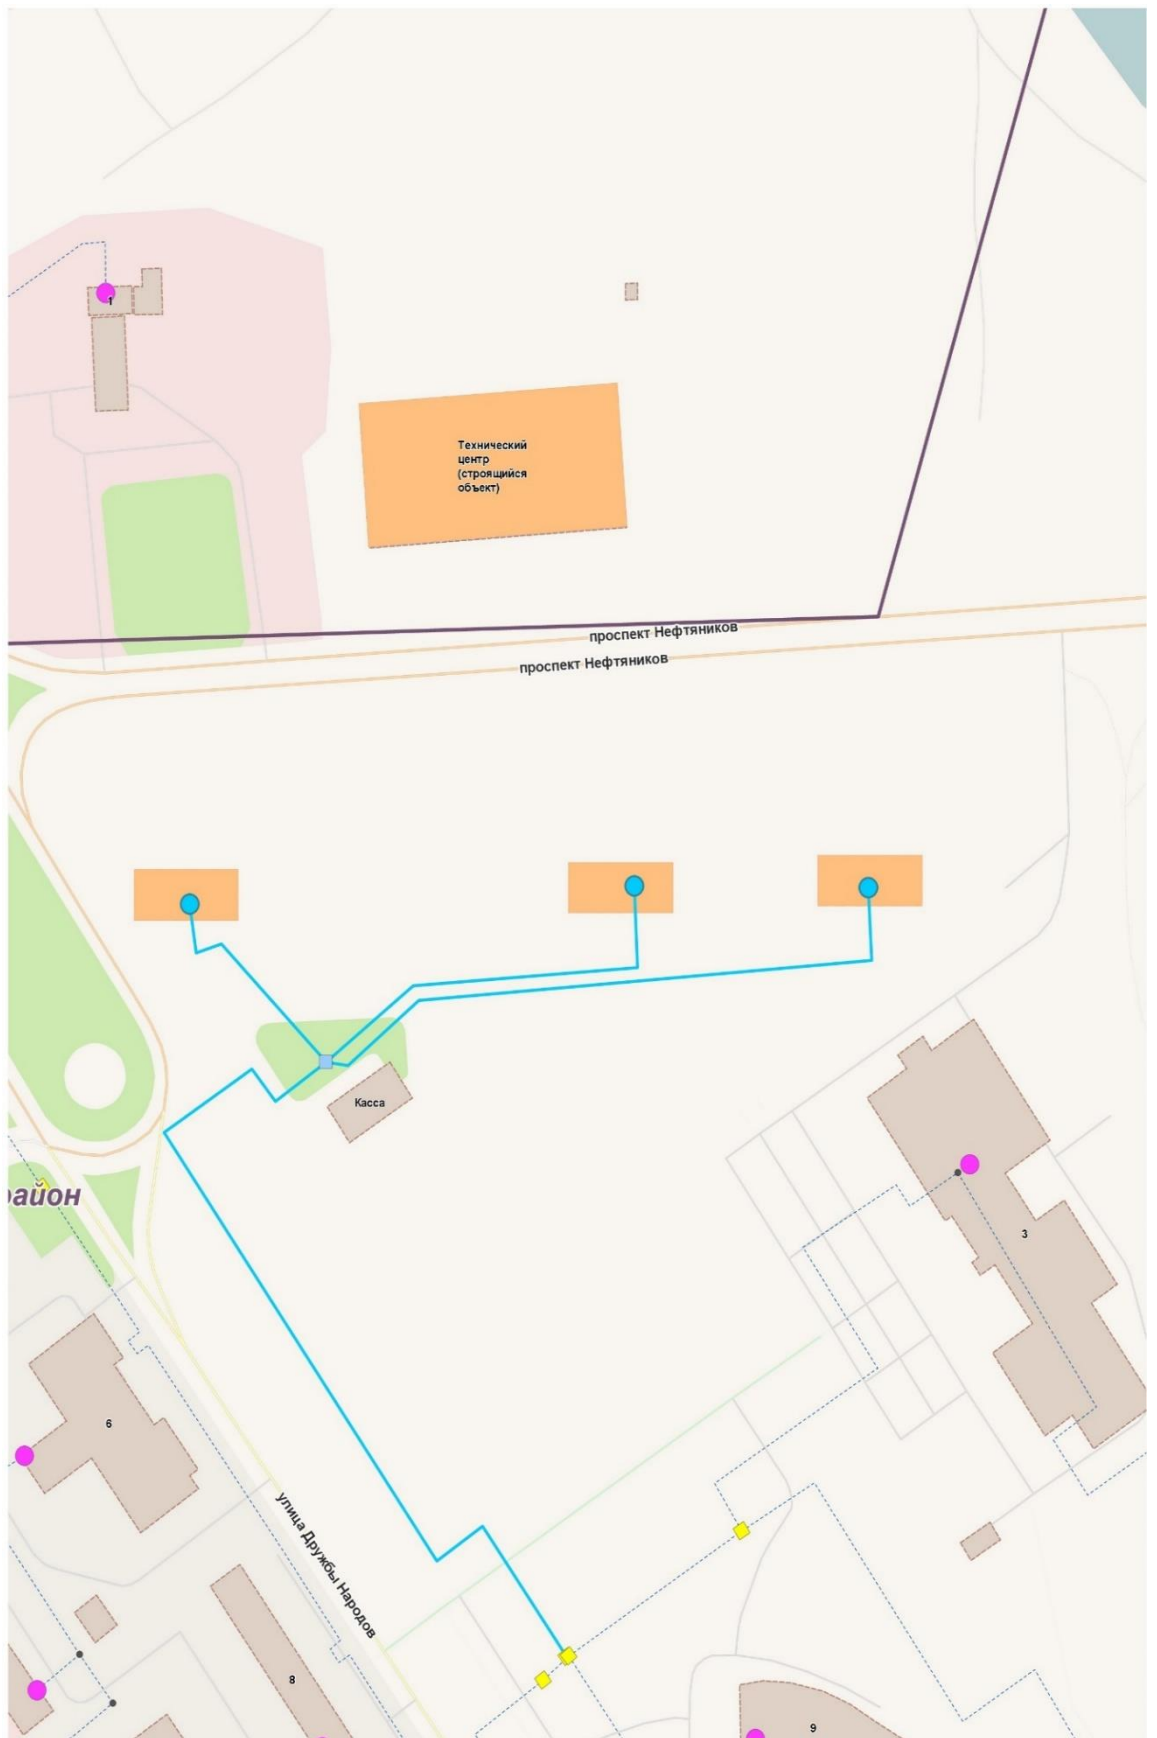 1
Технический
центр
(строящийся
объект)
проспект Нефтяников
проспект Нефтяников
Касса
район
3
6
улица Дружбы Народов
8
9